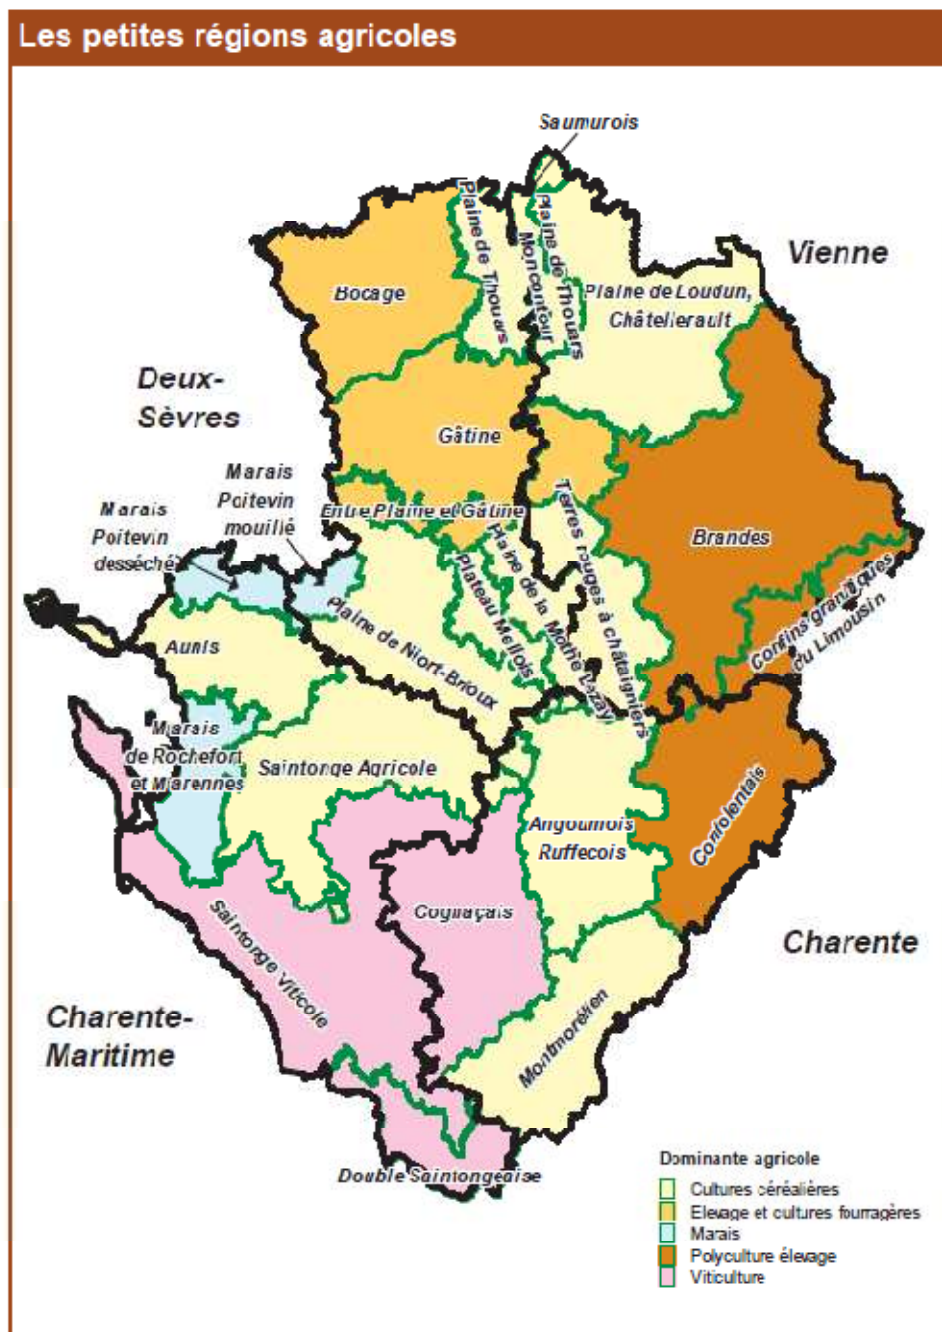 Les petites régions agricoles
Saumurois
Vienne
Plaine de Thouars
Moncontour
Plaine de Thouars
Bocage
Plaine de Loudun,
Châtellerault
Deux-
Sèvres
Gâtine
Marais
Poitevin
mouillé
Marais
Poitevin
desséché
Entre Plaine et Gâtine
Terres rouges à châtaigniers
Brandes
Plaine de la Mothe Lezay
Plateau Mellois
Plaine de Niort-Brioux
Confins granitiques
du Limousin
Aunis
Marais
de Rochefort
et Marennes
Saintonge Agricole
Angoumois
Ruffecois
Confolentais
Cognaçais
Saintonge Viticole
Charente
Charente-
Maritime
Montmorélien
Double Saintongeaise
Dominante agricole
Cultures céréalières
Elevage et cultures fourragères
Marais
Polyculture élevage
Viticulture